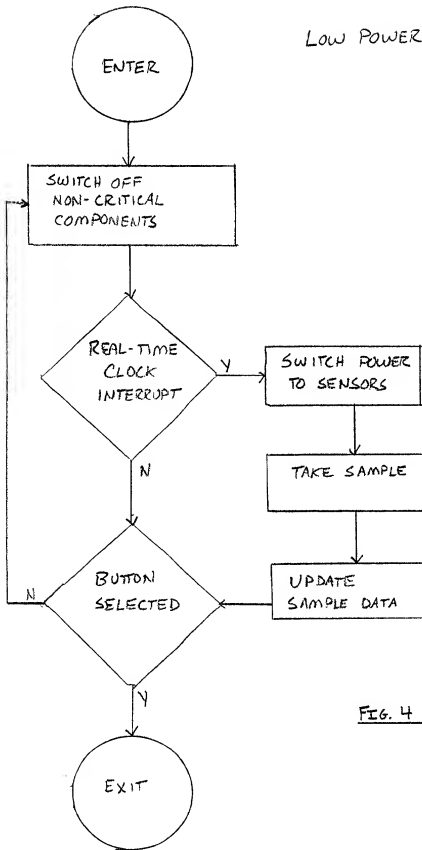 LOW POWER
ENTER
SWITCH OFF
NON-CRITICAL
COMPONENTS
REAL-TIME
CLOCK
INTERRUPT
Y
SWITCH POWER
TO SENSORS
N
TAKE SAMPLE
BUTTON
SELECTED
N
UPDATE
SAMPLE DATA
Y
FIG. 4
EXIT